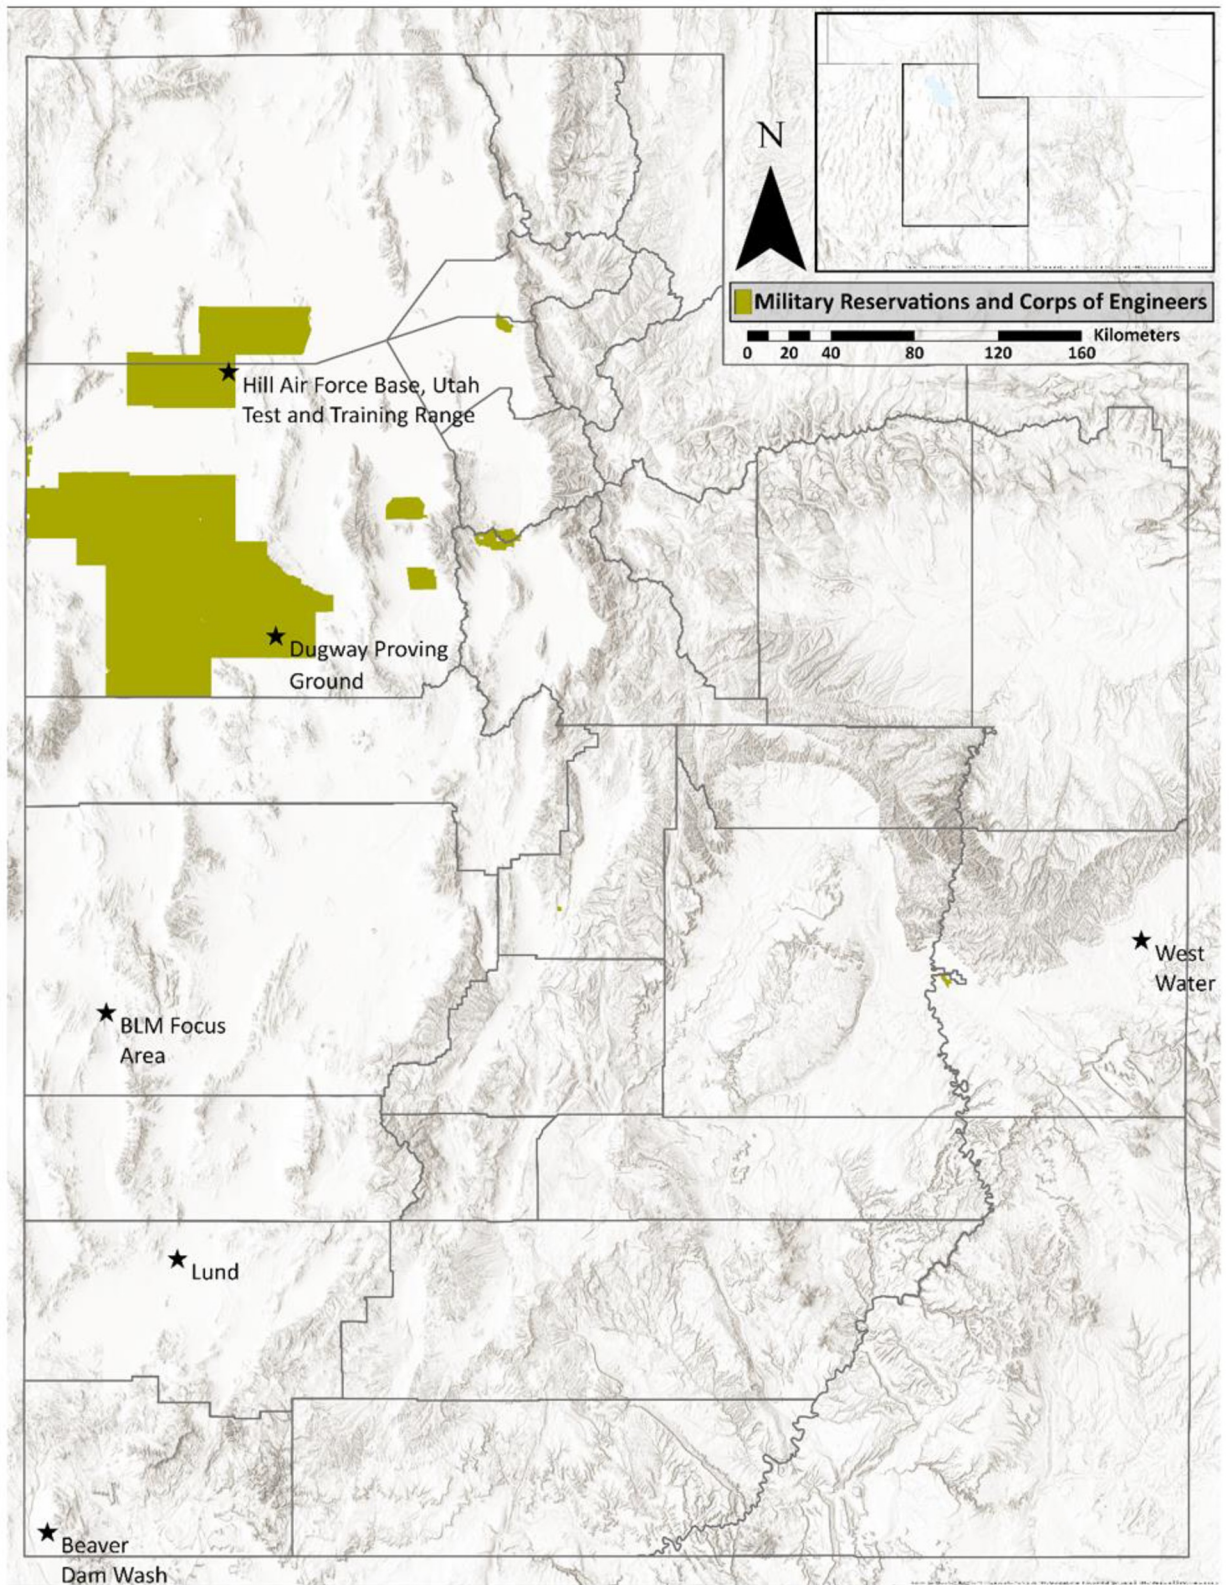 N
Military Reservations and Corps of Engineers
Kilometers
0 20 40 80 120 160
Hill Air Force Base, Utah
Test and Training Range
Dugway Proving
Ground
West
Water
BLM Focus
Area
Lund
Beaver
Dam Wash